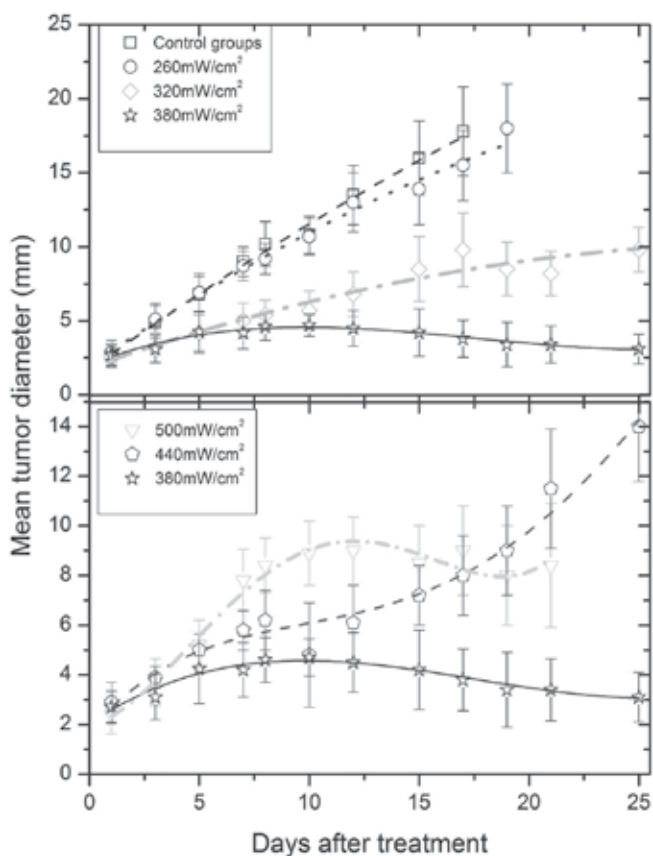 25
20
15
10
5
0
Control groups
260mW/cm²
320mW/cm²
380mW/cm²
14
12
10
8
6
4
2
0
500mW/cm²
440mW/cm²
380mW/cm²
Mean tumor diameter (mm)
0 5 10 15 20 25
Days after treatment